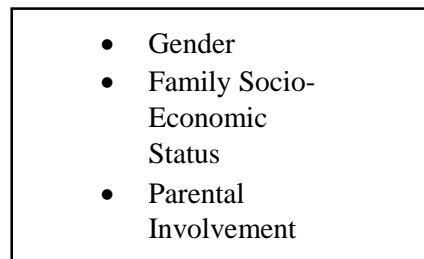 • Gender
• Family Socio-
Economic
Status
• Parental
Involvement